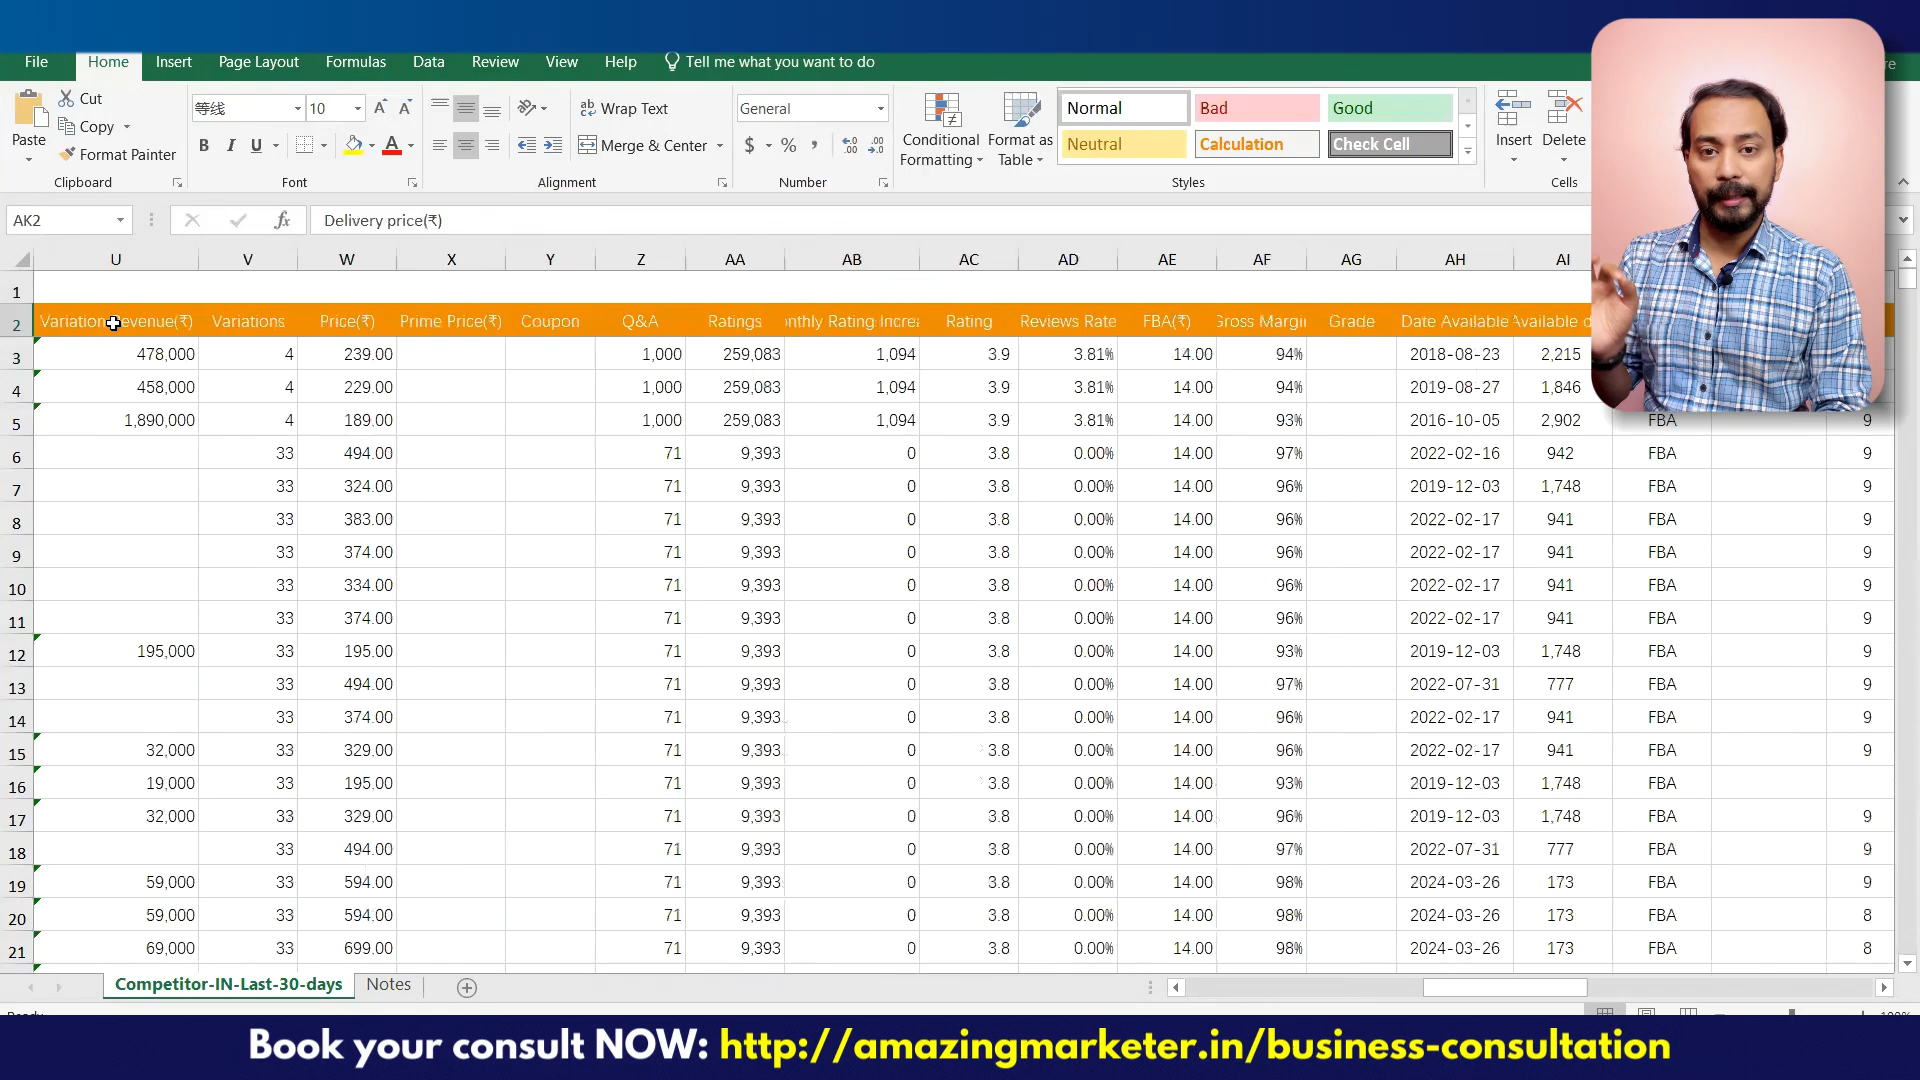 File Home Insert Page Layout Formulas Data Review View Help Tell me what you want to do
Cut
Copy
Format Painter
Paste
Clipboard
等线 10
B I U
Font
Wrap Text
Merge & Center
Alignment
General
$ % ,
Number
Conditional Formatting
Format as Table
Normal Bad Good
Neutral Calculation Check Cell
Styles
Insert Delete
Cells
AK2 fx Delivery price(₹)
U V W X Y Z AA AB AC AD AE AF AG AH AI
1
2 Variation evenue(₹) Variations Price(₹) Prime Price(₹) Coupon Q&A Ratings nthly Rating Increa Rating Reviews Rate FBA(₹) Gross Margi Grade Date Available Available d
3 478,000 4 239.00 1,000 259,083 1,094 3.9 3.81% 14.00 94% 2018-08-23 2,215
4 458,000 4 229.00 1,000 259,083 1,094 3.9 3.81% 14.00 94% 2019-08-27 1,846
5 1,890,000 4 189.00 1,000 259,083 1,094 3.9 3.81% 14.00 93% 2016-10-05 2,902 FBA 9
6 33 494.00 71 9,393 0 3.8 0.00% 14.00 97% 2022-02-16 942 FBA 9
7 33 324.00 71 9,393 0 3.8 0.00% 14.00 96% 2019-12-03 1,748 FBA 9
8 33 383.00 71 9,393 0 3.8 0.00% 14.00 96% 2022-02-17 941 FBA 9
9 33 374.00 71 9,393 0 3.8 0.00% 14.00 96% 2022-02-17 941 FBA 9
10 33 334.00 71 9,393 0 3.8 0.00% 14.00 96% 2022-02-17 941 FBA 9
11 33 374.00 71 9,393 0 3.8 0.00% 14.00 96% 2022-02-17 941 FBA 9
12 195,000 33 195.00 71 9,393 0 3.8 0.00% 14.00 93% 2019-12-03 1,748 FBA 9
13 33 494.00 71 9,393 0 3.8 0.00% 14.00 97% 2022-07-31 777 FBA 9
14 33 374.00 71 9,393 0 3.8 0.00% 14.00 96% 2022-02-17 941 FBA 9
15 32,000 33 329.00 71 9,393 0 3.8 0.00% 14.00 96% 2022-02-17 941 FBA 9
16 19,000 33 195.00 71 9,393 0 3.8 0.00% 14.00 93% 2019-12-03 1,748 FBA
17 32,000 33 329.00 71 9,393 0 3.8 0.00% 14.00 96% 2019-12-03 1,748 FBA 9
18 33 494.00 71 9,393 0 3.8 0.00% 14.00 97% 2022-07-31 777 FBA 9
19 59,000 33 594.00 71 9,393 0 3.8 0.00% 14.00 98% 2024-03-26 173 FBA 9
20 59,000 33 594.00 71 9,393 0 3.8 0.00% 14.00 98% 2024-03-26 173 FBA 8
21 69,000 33 699.00 71 9,393 0 3.8 0.00% 14.00 98% 2024-03-26 173 FBA 8
Competitor-IN-Last-30-days Notes
Book your consult NOW: http://amazingmarketer.in/business-consultation